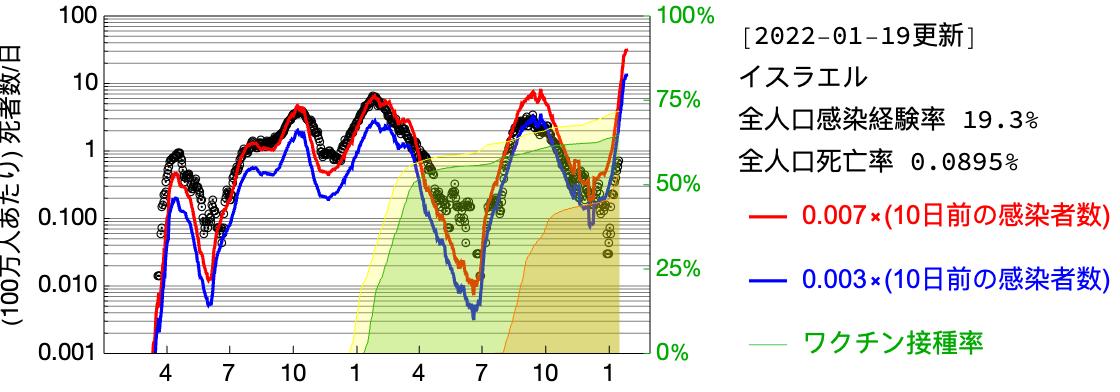 (100万人あたり) 死者数/日
100
10
1
0.100
0.010
0.001
100%
75%
50%
25%
0%
4 7 10 1 4 7 10 1
[2022-01-19更新]
イスラエル
全人口感染経験率 19.3%
全人口死亡率 0.0895%
0.007×(10日前の感染者数)
0.003×(10日前の感染者数)
ワクチン接種率